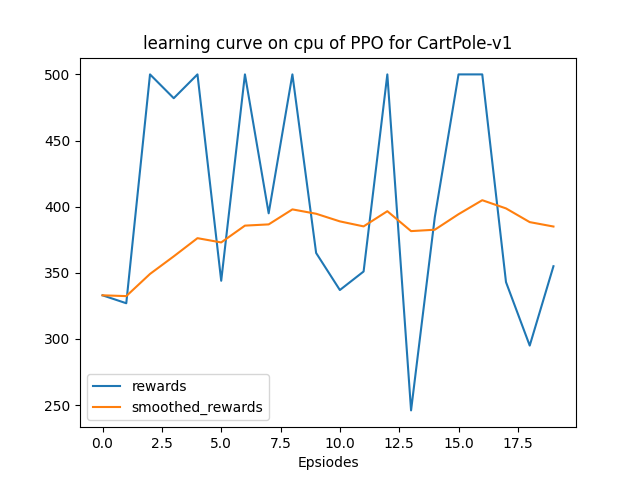 learning curve on cpu of PPO for CartPole-v1
500
450
400
350
300
250
rewards
smoothed_rewards
0.0 2.5 5.0 7.5 10.0 12.5 15.0 17.5
Epsiodes